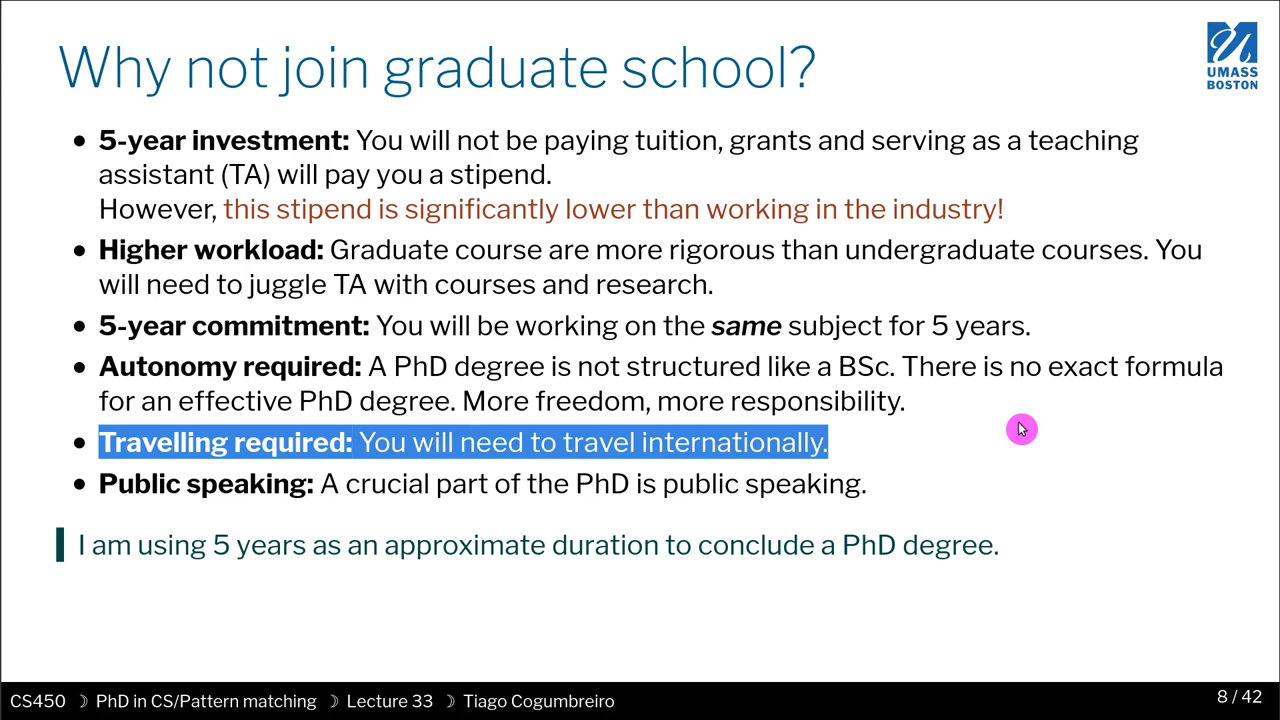 Why not join graduate school?
UMASS
BOSTON
5-year investment: You will not be paying tuition, grants and serving as a teaching
assistant (TA) will pay you a stipend.
However, this stipend is significantly lower than working in the industry!
Higher workload: Graduate course are more rigorous than undergraduate courses. You
will need to juggle TA with courses and research.
5-year commitment: You will be working on the same subject for 5 years.
Autonomy required: A PhD degree is not structured like a BSc. There is no exact formula
for an effective PhD degree. More freedom, more responsibility.
Travelling required: You will need to travel internationally.
Public speaking: A crucial part of the PhD is public speaking.
I am using 5 years as an approximate duration to conclude a PhD degree.
CS450 ☽ PhD in CS/Pattern matching ☽ Lecture 33 ☽ Tiago Cogumbreiro
8 / 42